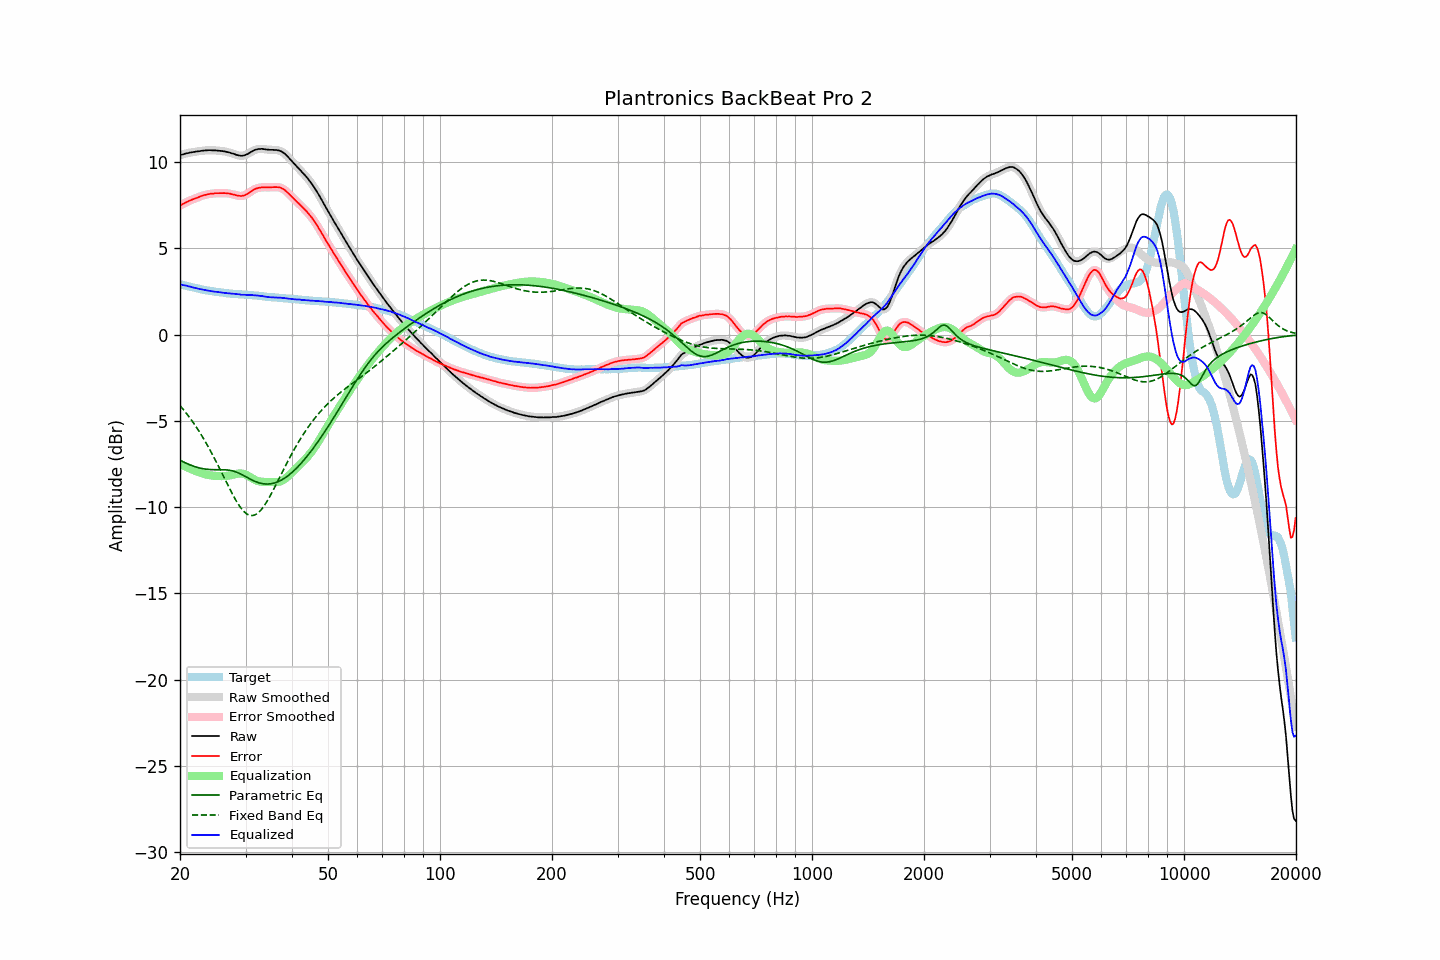 Plantronics BackBeat Pro 2
Amplitude (dBr)
10
5
0
−5
−10
−15
−20
−25
−30
Target
Raw Smoothed
Error Smoothed
Raw
Error
Equalization
Parametric Eq
Fixed Band Eq
Equalized
20 50 100 200 500 1000 2000 5000 10000 20000
Frequency (Hz)